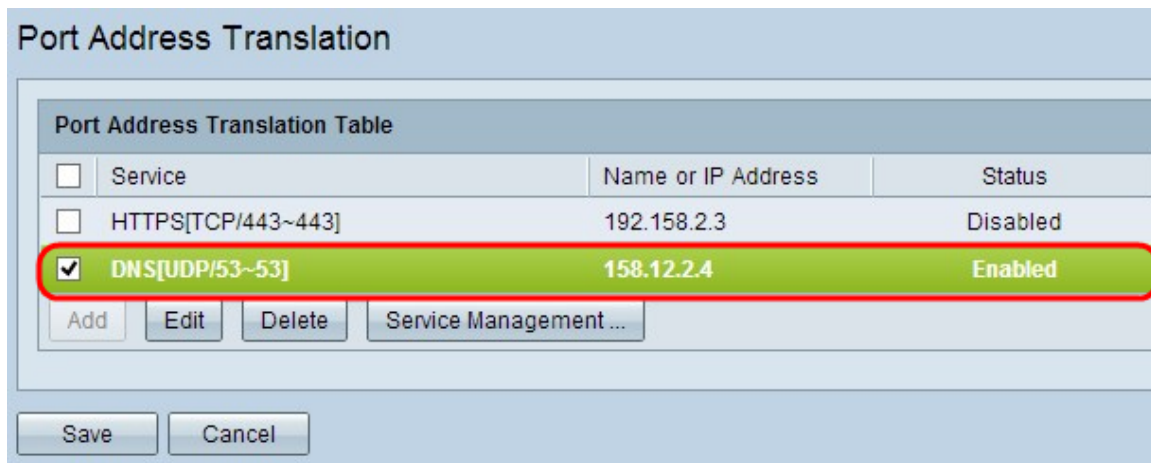 Port Address Translation
Port Address Translation Table
Service Name or IP Address Status
HTTPS[TCP/443~443] 192.158.2.3 Disabled
DNS[UDP/53~53] 158.12.2.4 Enabled
Add Edit Delete Service Management ...
Save Cancel